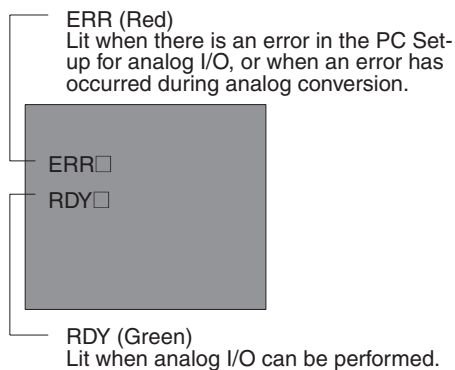 ERR (Red)
Lit when there is an error in the PC Set-
up for analog I/O, or when an error has
occurred during analog conversion.
ERR□
RDY□
RDY (Green)
Lit when analog I/O can be performed.